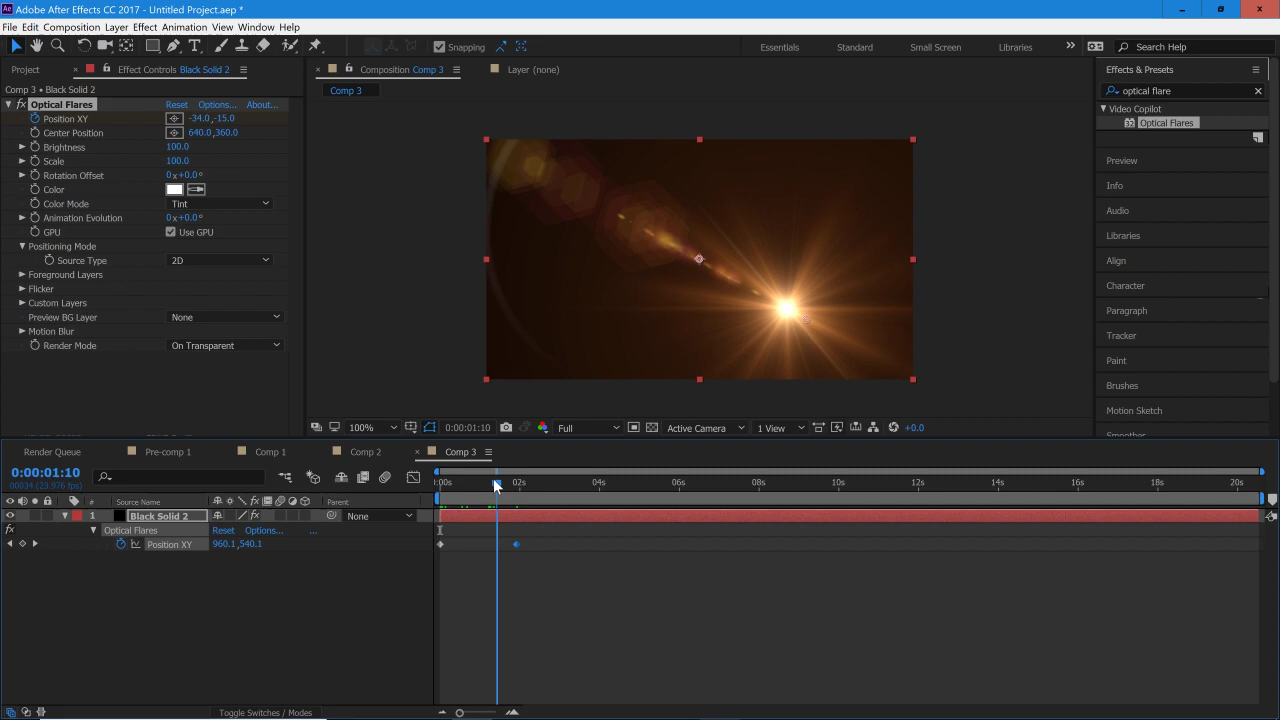 Ae Adobe After Effects CC 2017 - Untitled Project.aep *
File Edit Composition Layer Effect Animation View Window Help
Snapping Essentials Standard Small Screen Libraries Search Help
Project Effect Controls Black Solid 2
Comp 3 • Black Solid 2
fx Optical Flares Reset Options... About...
Position XY -34.0,-15.0
Center Position 640.0,360.0
Brightness 100.0
Scale 100.0
Rotation Offset 0x+0.0°
Color
Color Mode Tint
Animation Evolution 0x+0.0°
GPU Use GPU
Positioning Mode
Source Type 2D
Foreground Layers
Flicker
Custom Layers
Preview BG Layer None
Motion Blur
Render Mode On Transparent
Composition Comp 3 Layer (none)
Comp 3
100% 0:00:01:10 Full Active Camera 1 View +0.0
Effects & Presets
optical flare
Video Copilot
32 Optical Flares
Preview
Info
Audio
Libraries
Align
Character
Paragraph
Tracker
Paint
Brushes
Motion Sketch
Smoother
Render Queue Pre-comp 1 Comp 1 Comp 2 Comp 3
0:00:01:10
00034 (23.976 fps)
:00s 02s 04s 06s 08s 10s 12s 14s 16s 18s 20s
# Source Name fx Parent
1 Black Solid 2 fx None
fx Optical Flares Reset Options... ...
Position XY 960.1,540.1
Toggle Switches / Modes